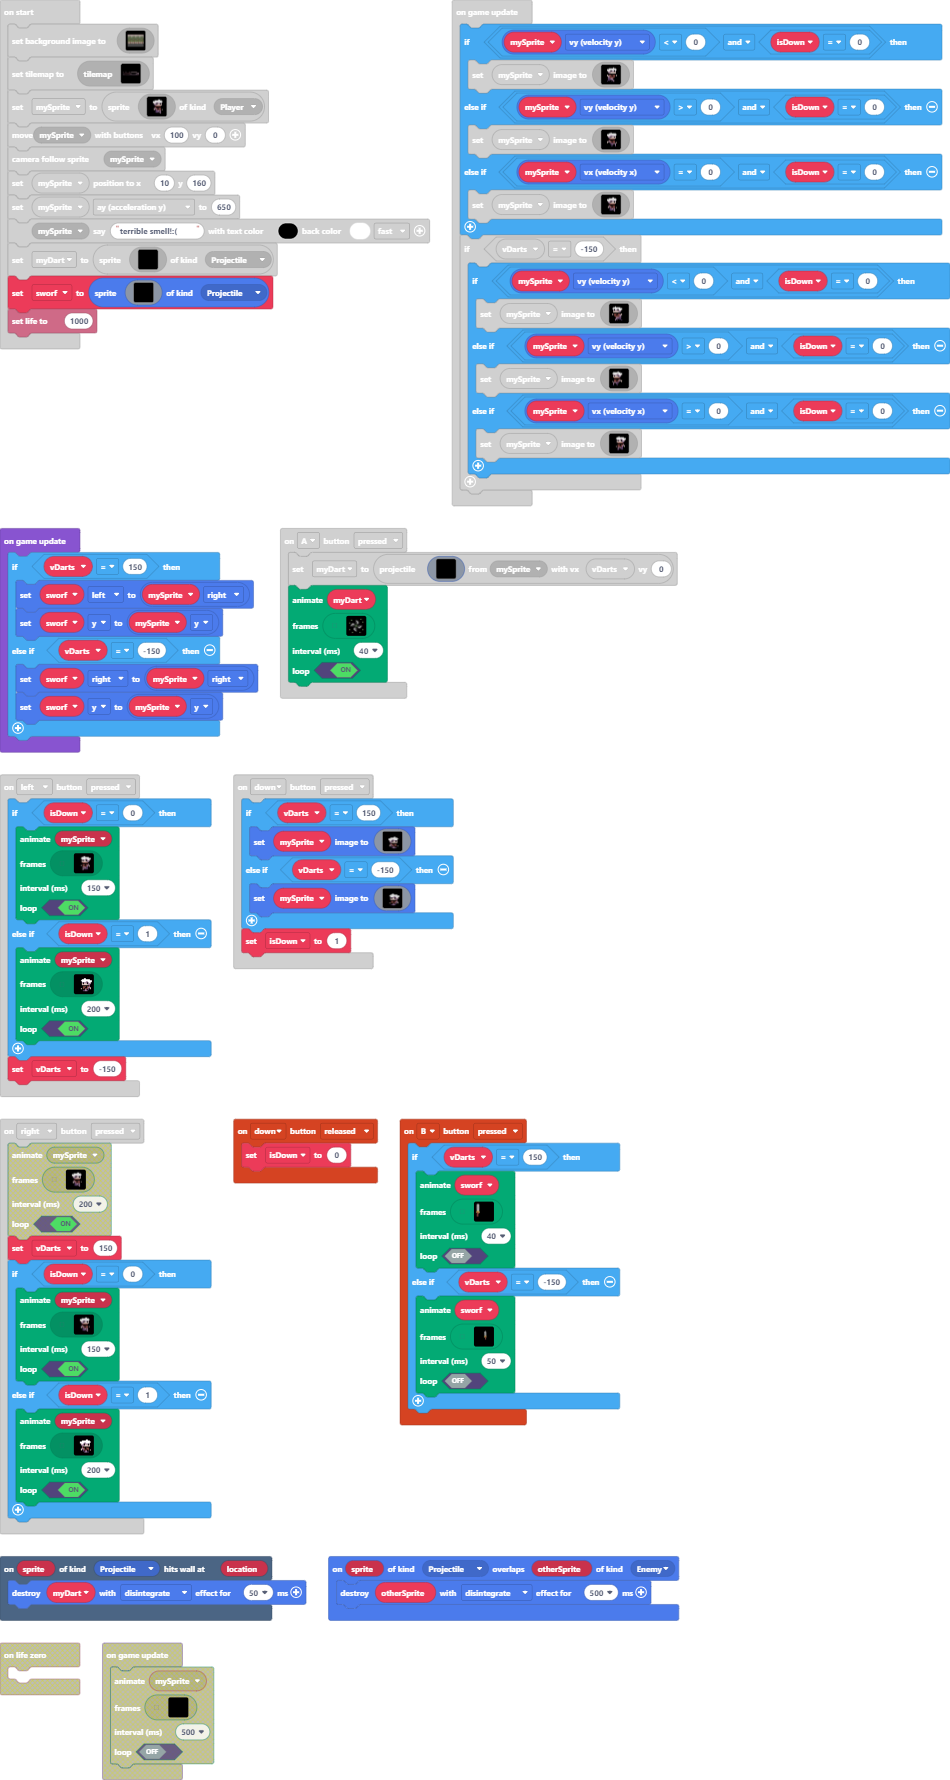 on start
set background image to
set tilemap to tilemap
set mySprite to sprite of kind Player
move mySprite with buttons vx 100 vy 0
camera follow sprite mySprite
set mySprite position to x 10 y 160
set mySprite ay (acceleration y) to 650
mySprite say "terrible smell!:(" with text color back color fast
set myDart to sprite of kind Projectile
set sworf to sprite of kind Projectile
set life to 1000
on game update
if mySprite vy (velocity y) < 0 and isDown = 0 then
set mySprite image to
else if mySprite vy (velocity y) > 0 and isDown = 0 then
set mySprite image to
else if mySprite vx (velocity x) = 0 and isDown = 0 then
set mySprite image to
if vDarts = -150 then
if mySprite vy (velocity y) < 0 and isDown = 0 then
set mySprite image to
else if mySprite vy (velocity y) > 0 and isDown = 0 then
set mySprite image to
else if mySprite vx (velocity x) = 0 and isDown = 0 then
set mySprite image to
on game update
if vDarts = 150 then
set sworf left to mySprite right
set sworf y to mySprite y
else if vDarts = -150 then
set sworf right to mySprite right
set sworf y to mySprite y
on A button pressed
set myDart to projectile from mySprite with vx vDarts vy 0
animate myDart
frames
interval (ms) 40
loop ON
on left button pressed
if isDown = 0 then
animate mySprite
frames
interval (ms) 150
loop ON
else if isDown = 1 then
animate mySprite
frames
interval (ms) 200
loop ON
set vDarts to -150
on down button pressed
if vDarts = 150 then
set mySprite image to
else if vDarts = -150 then
set mySprite image to
set isDown to 1
on right button pressed
animate mySprite
frames
interval (ms) 200
loop ON
set vDarts to 150
if isDown = 0 then
animate mySprite
frames
interval (ms) 150
loop ON
else if isDown = 1 then
animate mySprite
frames
interval (ms) 200
loop ON
on down button released
set isDown to 0
on B button pressed
if vDarts = 150 then
animate sworf
frames
interval (ms) 40
loop OFF
else if vDarts = -150 then
animate sworf
frames
interval (ms) 50
loop OFF
on sprite of kind Projectile hits wall at location
destroy myDart with disintegrate effect for 50 ms
on sprite of kind Projectile overlaps otherSprite of kind Enemy
destroy otherSprite with disintegrate effect for 500 ms
on life zero
on game update
animate mySprite
frames
interval (ms) 500
loop OFF